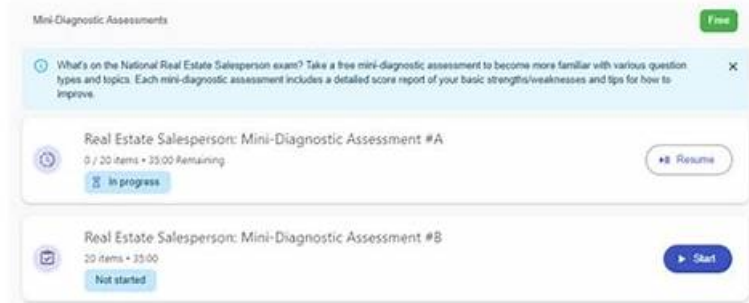 Mini-Diagnostic Assessments
Free
What's on the National Real Estate Salesperson exam? Take a free mini-diagnostic assessment to become more familiar with various question
types and topics. Each mini-diagnostic assessment includes a detailed score report of your basic strengths/weaknesses and tips for how to
improve.
Real Estate Salesperson: Mini-Diagnostic Assessment #A
0 / 20 items • 35:00 Remaining
In progress
Resume
Real Estate Salesperson: Mini-Diagnostic Assessment #B
20 items • 35:00
Not started
Start